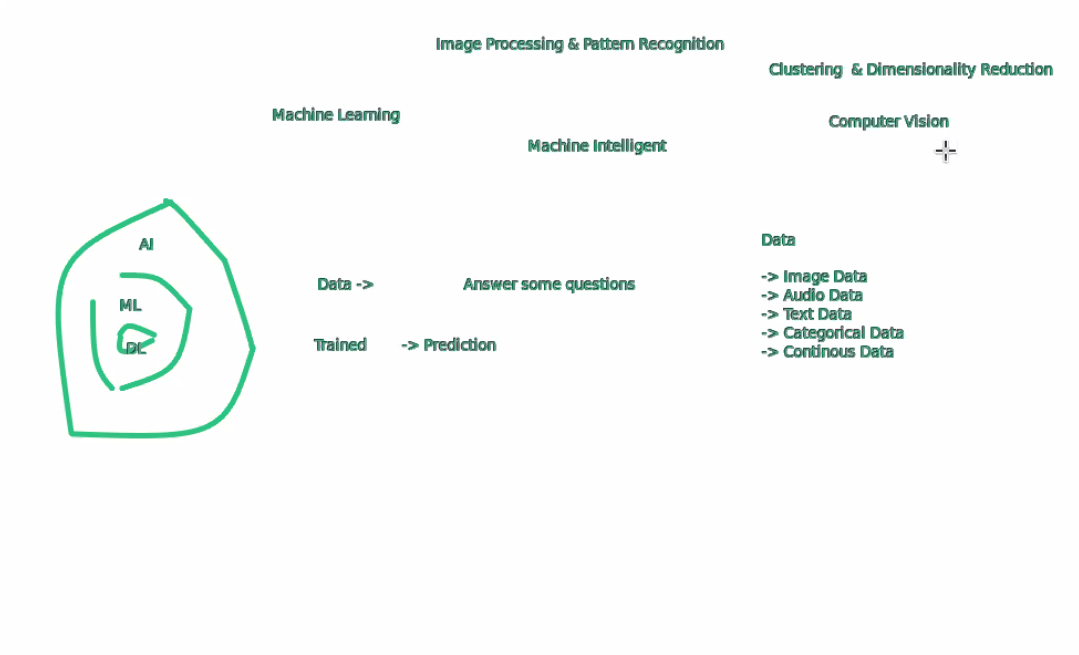 Image Processing & Pattern Recognition
Clustering & Dimensionality Reduction
Machine Learning
Computer Vision
Machine Intelligent
AI
ML
DL
Data -> Answer some questions
Trained -> Prediction
Data
-> Image Data
-> Audio Data
-> Text Data
-> Categorical Data
-> Continous Data